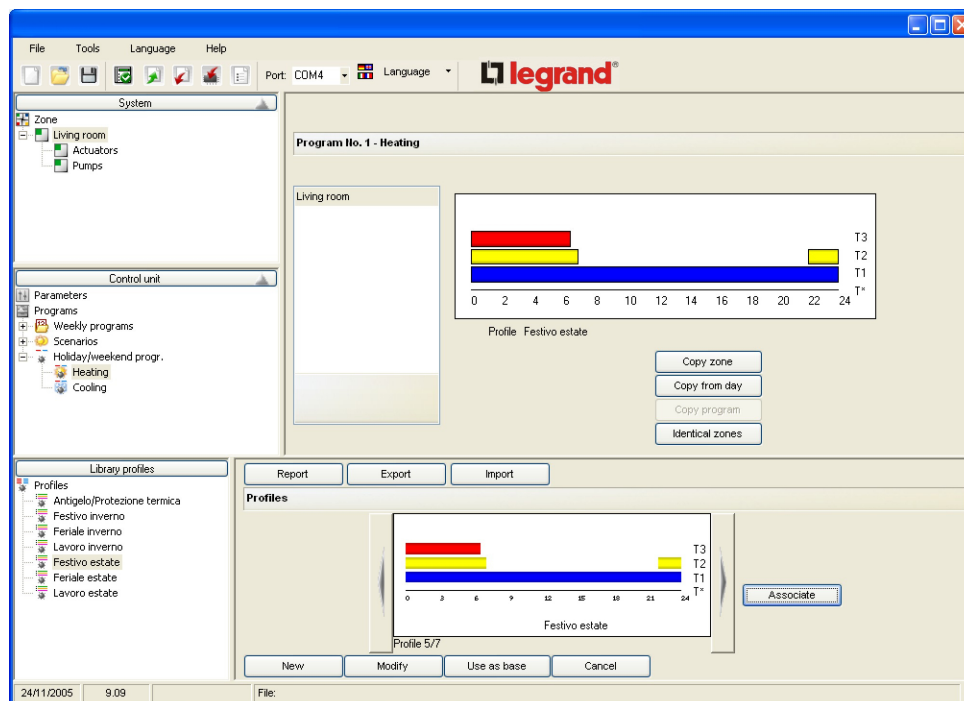 File Tools Language Help
Port: COM4 Language legrand®
System
Zone
Living room
Actuators
Pumps
Program No. 1 - Heating
Living room
T3
T2
T1
T*
0 2 4 6 8 10 12 14 16 18 20 22 24
Profile Festivo estate
Copy zone
Copy from day
Copy program
Identical zones
Control unit
Parameters
Programs
Weekly programs
Scenarios
Holiday/weekend progr.
Heating
Cooling
Library profiles
Profiles
Antigelo/Protezione termica
Festivo inverno
Feriale inverno
Lavoro inverno
Festivo estate
Feriale estate
Lavoro estate
Report Export Import
Profiles
T3
T2
T1
T*
0 3 6 9 12 15 18 21 24
Festivo estate
Profile 5/7
Associate
New Modify Use as base Cancel
24/11/2005 9.09 File: